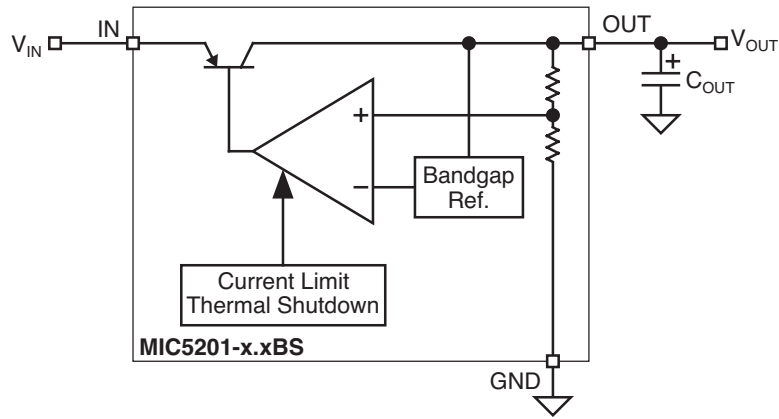 IN
OUT
VIN
VOUT
+
COUT
+
−
Bandgap
Ref.
Current Limit
Thermal Shutdown
MIC5201-x.xBS
GND